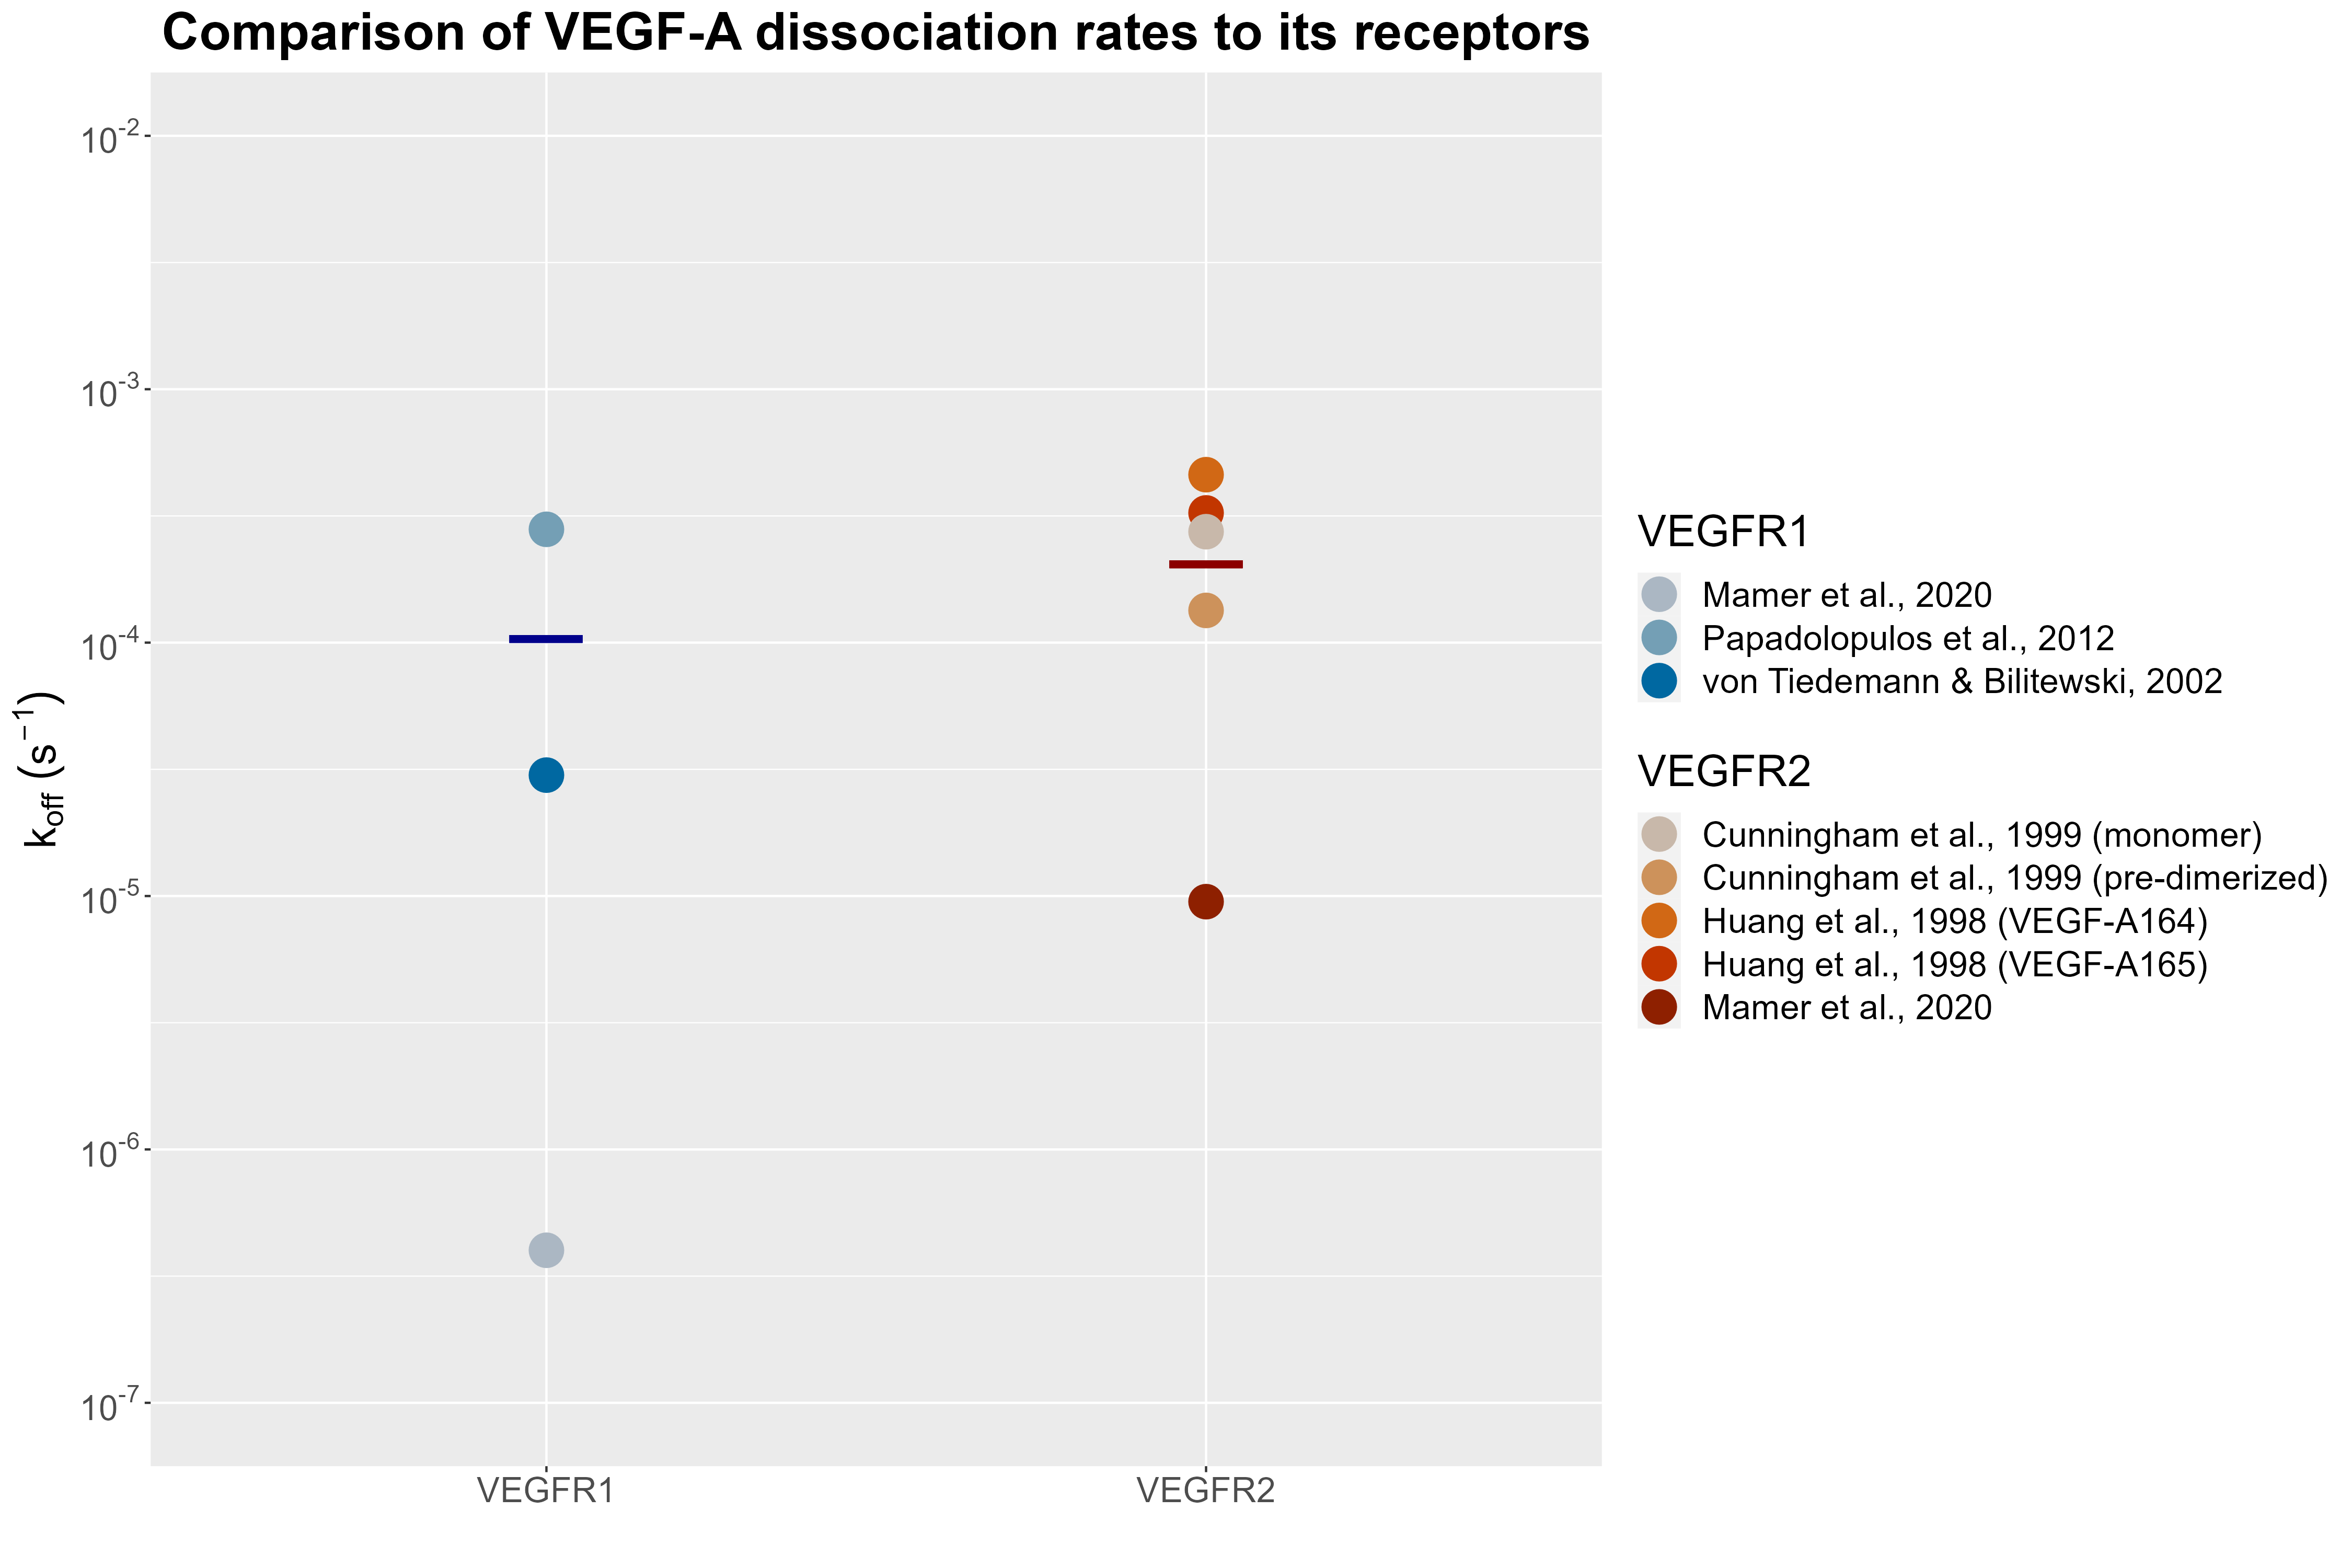 Comparison of VEGF-A dissociation rates to its receptors
10^-2
10^-3
10^-4
10^-5
10^-6
10^-7
k_off (s^−1)
VEGFR1
VEGFR2
VEGFR1
Mamer et al., 2020
Papadolopulos et al., 2012
von Tiedemann & Bilitewski, 2002
VEGFR2
Cunningham et al., 1999 (monomer)
Cunningham et al., 1999 (pre-dimerized)
Huang et al., 1998 (VEGF-A164)
Huang et al., 1998 (VEGF-A165)
Mamer et al., 2020